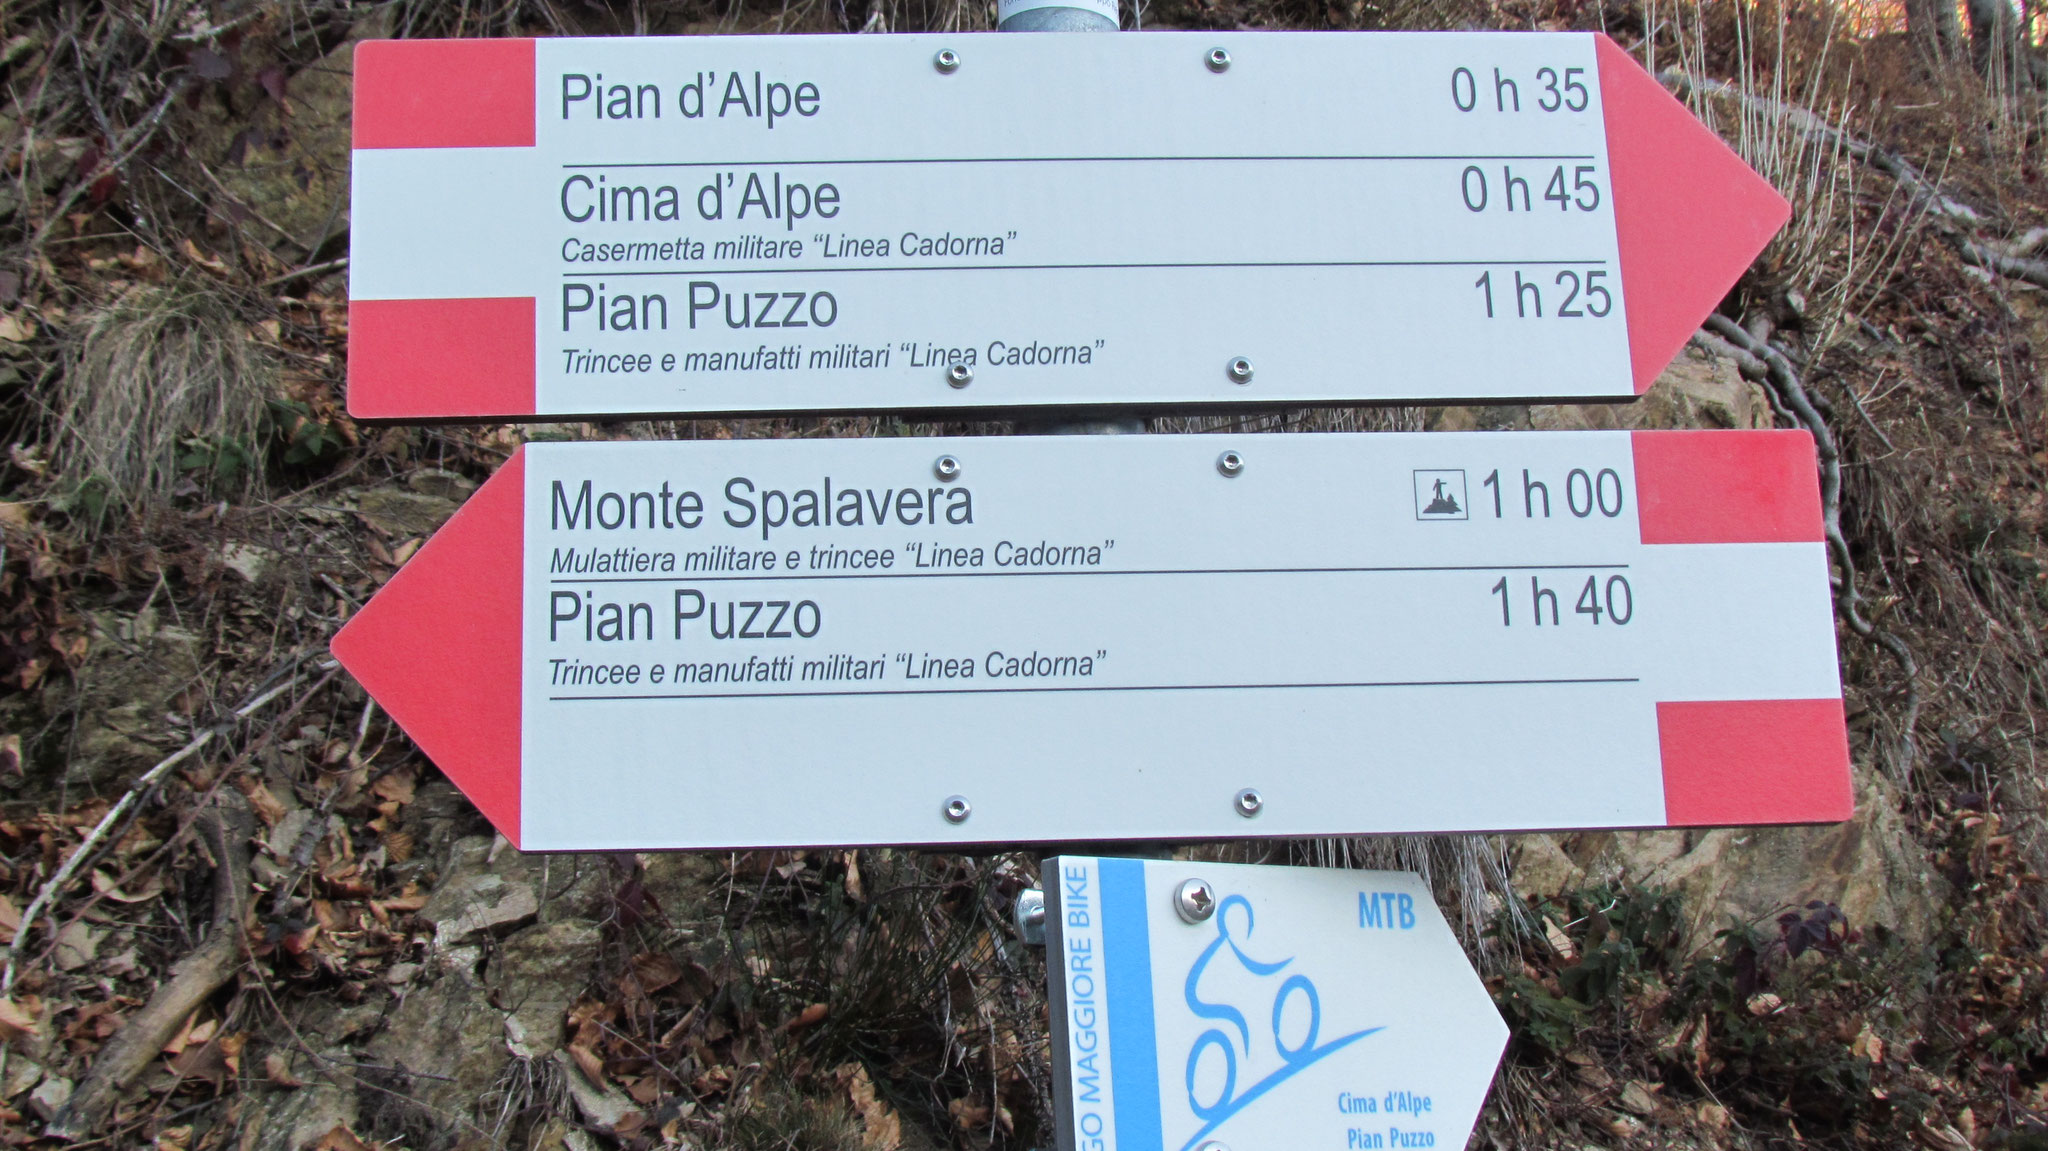 Pian d'Alpe 0 h 35
Cima d'Alpe 0 h 45
Casermetta militare “Linea Cadorna”
Pian Puzzo 1 h 25
Trincee e manufatti militari “Linea Cadorna”
Monte Spalavera 1 h 00
Mulattiera militare e trincee “Linea Cadorna”
Pian Puzzo 1 h 40
Trincee e manufatti militari “Linea Cadorna”
MAGGIORE BIKE
MTB
Cima d'Alpe
Pian Puzzo